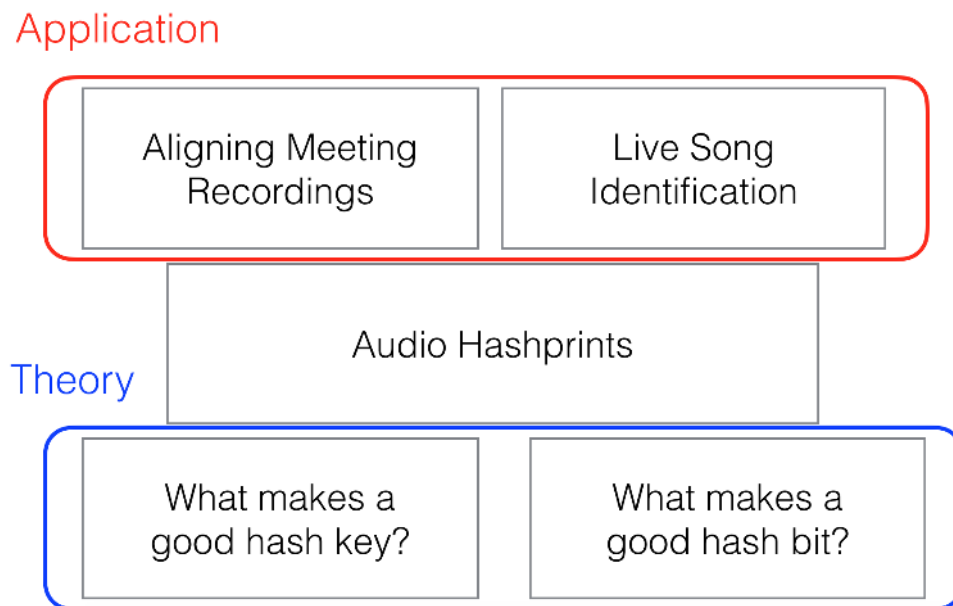 Application
Aligning Meeting
Recordings
Live Song
Identification
Audio Hashprints
Theory
What makes a
good hash key?
What makes a
good hash bit?